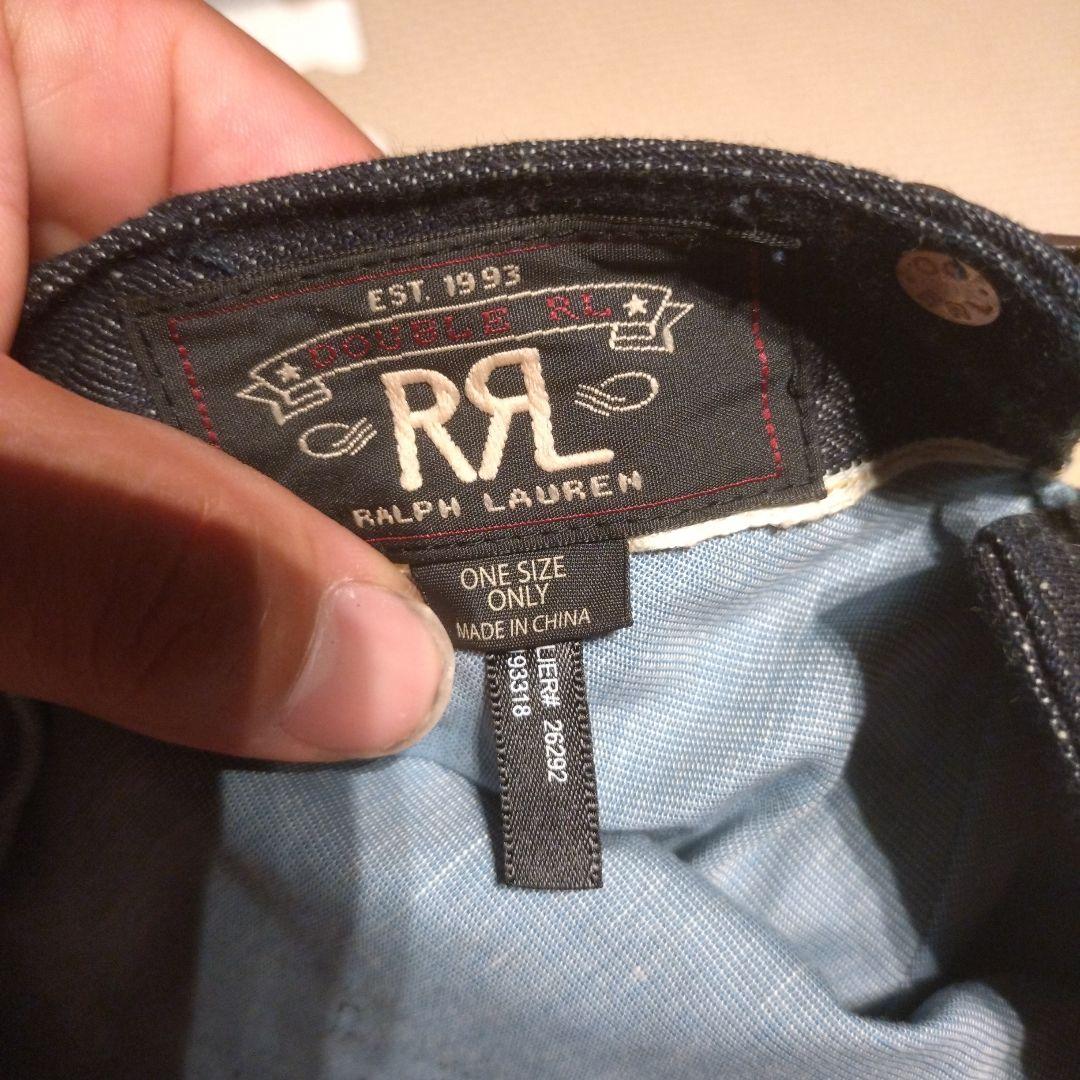 EST. 1993
DOUBLE RL
RRL
RALPH LAUREN
ONE SIZE
ONLY
MADE IN CHINA
LIER# 26292
93318